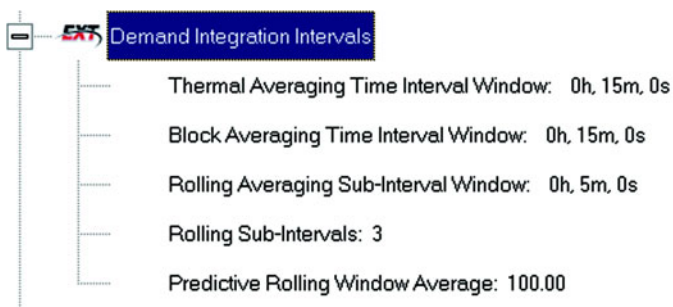 EXT Demand Integration Intervals
Thermal Averaging Time Interval Window: 0h, 15m, 0s
Block Averaging Time Interval Window: 0h, 15m, 0s
Rolling Averaging Sub-Interval Window: 0h, 5m, 0s
Rolling Sub-Intervals: 3
Predictive Rolling Window Average: 100.00